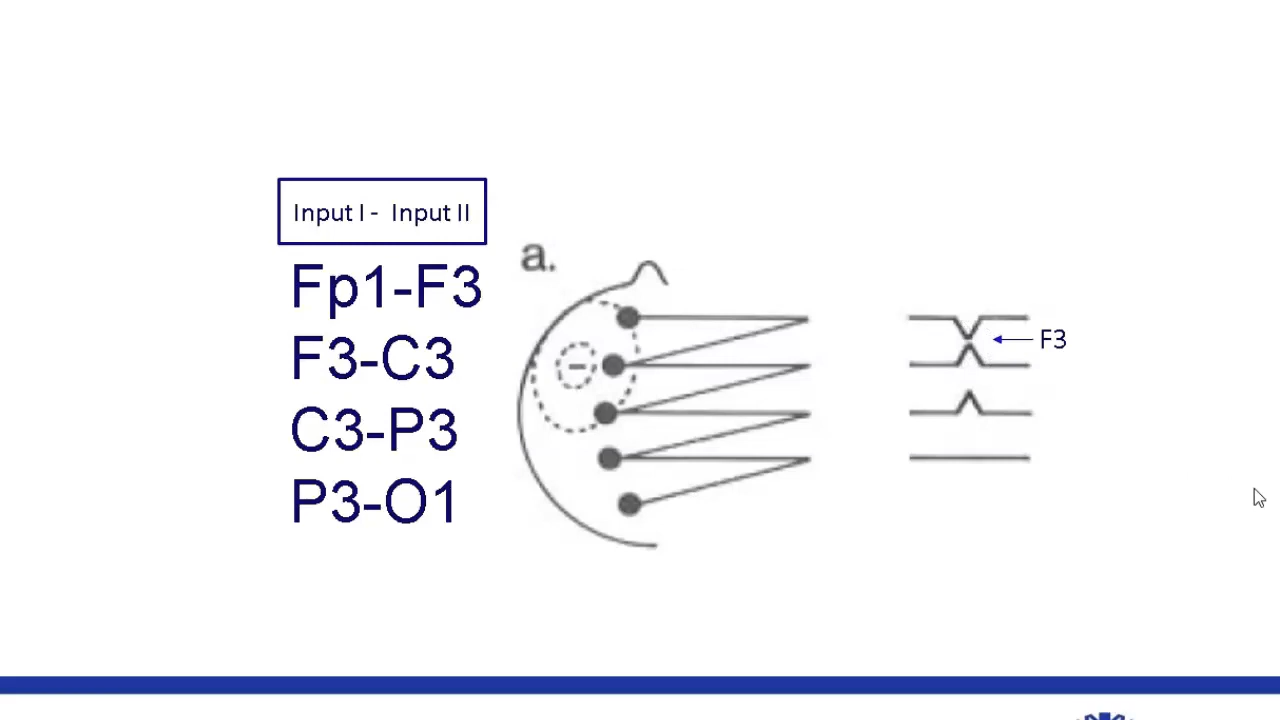 Input I - Input II
Fp1-F3
F3-C3
C3-P3
P3-O1
a.
−
F3